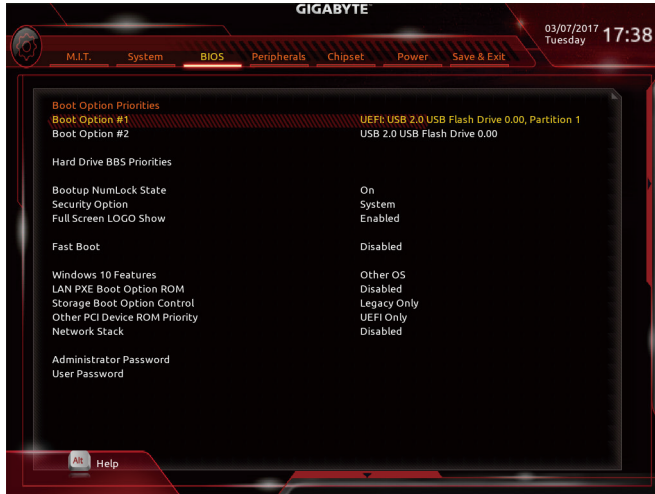 GIGABYTE™
03/07/2017 Tuesday 17:38
M.I.T. System BIOS Peripherals Chipset Power Save & Exit
Boot Option Priorities
Boot Option #1 UEFI: USB 2.0 USB Flash Drive 0.00, Partition 1
Boot Option #2 USB 2.0 USB Flash Drive 0.00
Hard Drive BBS Priorities
Bootup NumLock State On
Security Option System
Full Screen LOGO Show Enabled
Fast Boot Disabled
Windows 10 Features Other OS
LAN PXE Boot Option ROM Disabled
Storage Boot Option Control Legacy Only
Other PCI Device ROM Priority UEFI Only
Network Stack Disabled
Administrator Password
User Password
Alt Help